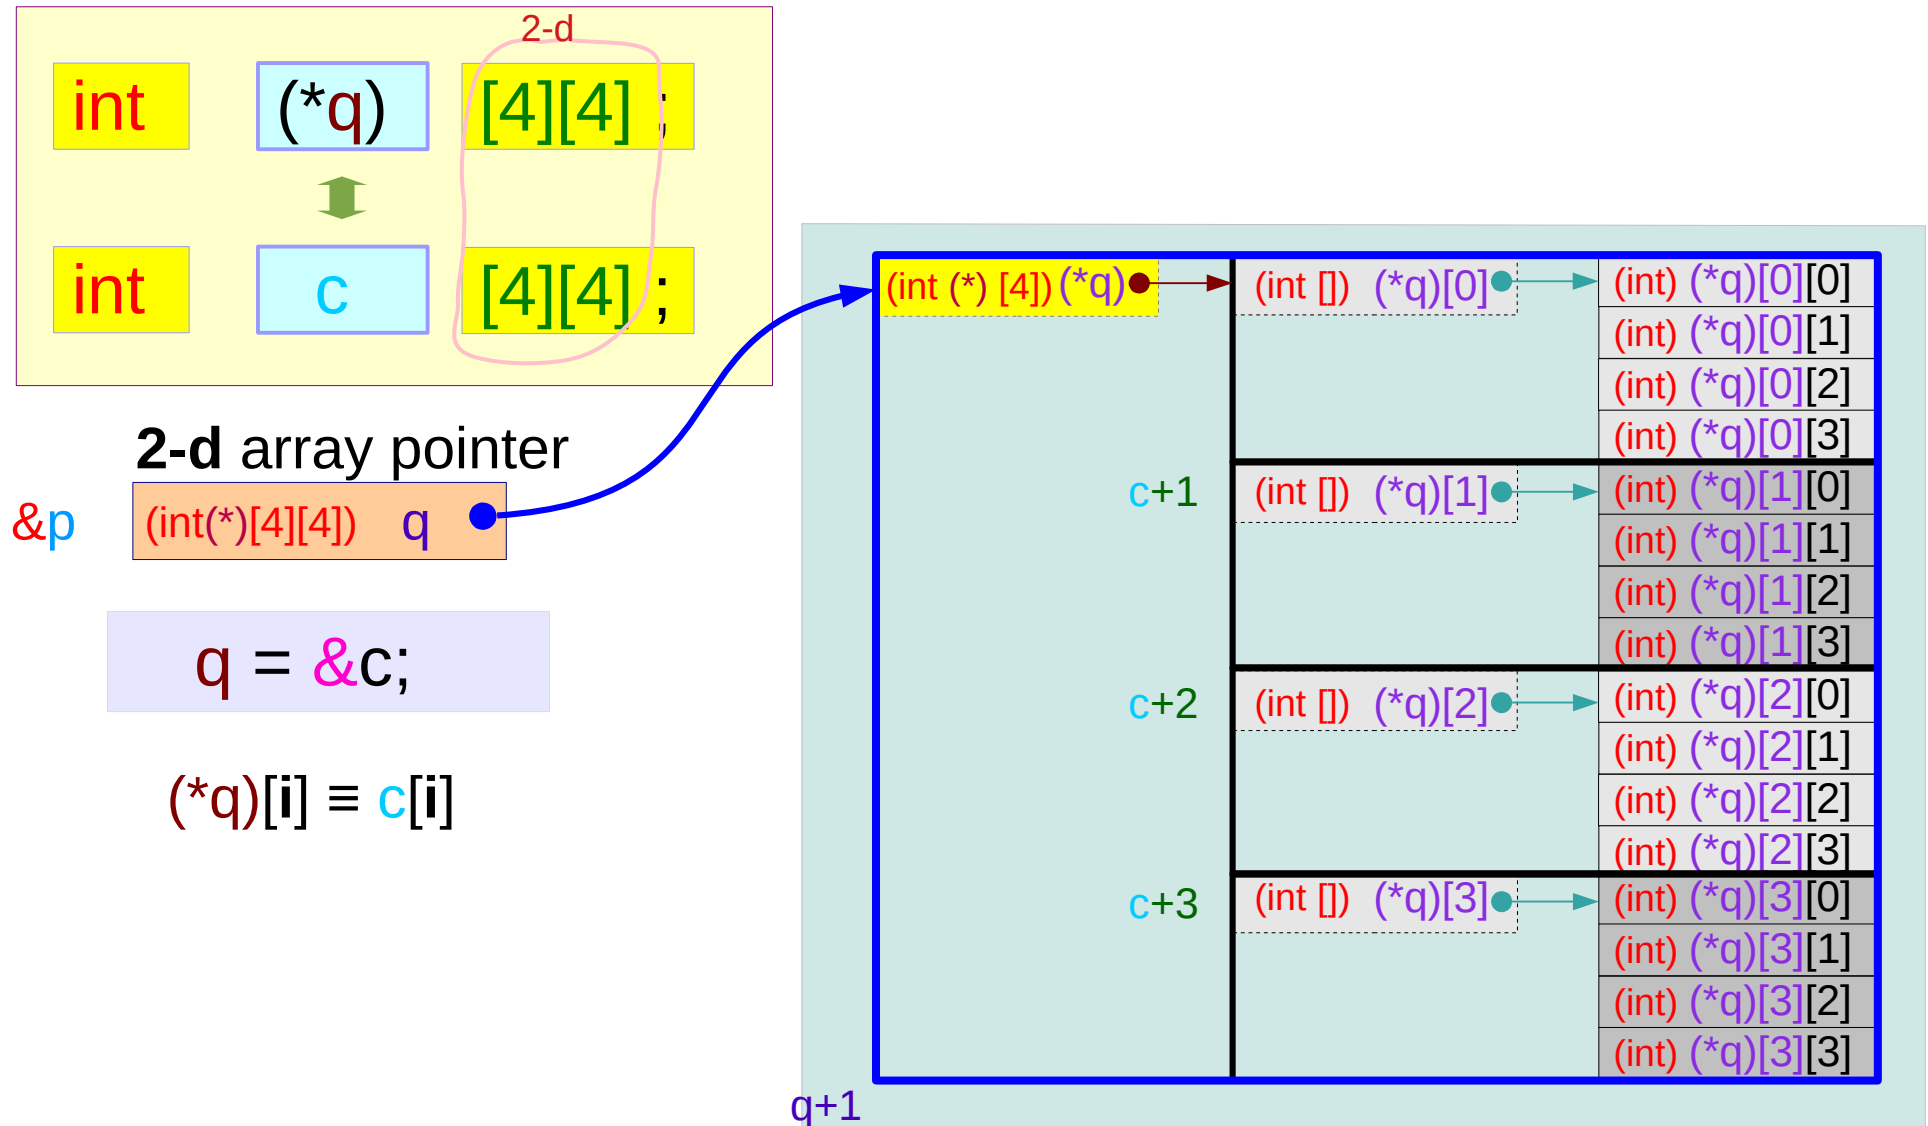 2-d
int (*q) [4][4] ;
int c [4][4] ;
2-d array pointer
&p (int(*)[4][4]) q
q = &c;
(*q)[i] ≡ c[i]
(int (*) [4]) (*q) (int []) (*q)[0] (int) (*q)[0][0]
(int) (*q)[0][1]
(int) (*q)[0][2]
(int) (*q)[0][3]
c+1 (int []) (*q)[1] (int) (*q)[1][0]
(int) (*q)[1][1]
(int) (*q)[1][2]
(int) (*q)[1][3]
c+2 (int []) (*q)[2] (int) (*q)[2][0]
(int) (*q)[2][1]
(int) (*q)[2][2]
(int) (*q)[2][3]
c+3 (int []) (*q)[3] (int) (*q)[3][0]
(int) (*q)[3][1]
(int) (*q)[3][2]
(int) (*q)[3][3]
q+1